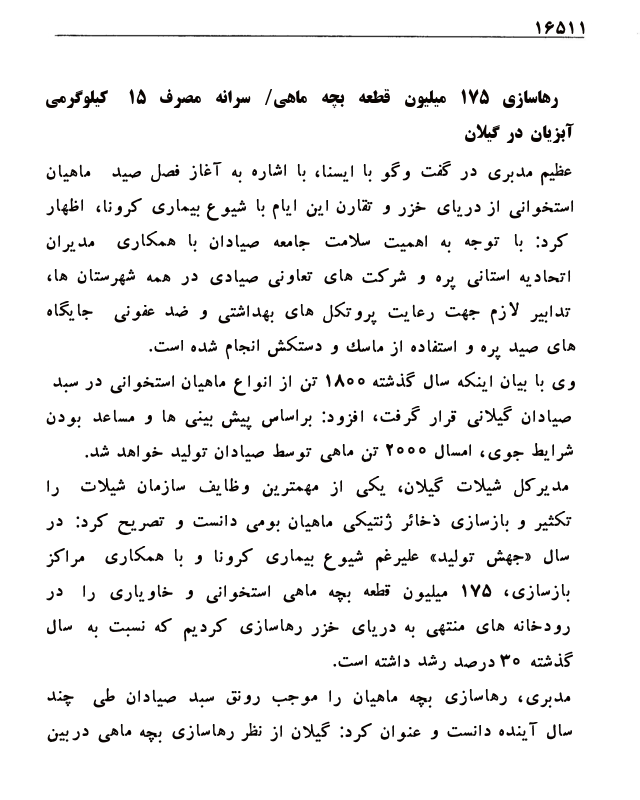 ۱۶۵۱۱
رهاسازی ۱۷۵ میلیون قطعه بچه ماهی/ سرانه مصرف ۱۵ کیلوگرمی
آبزیان در گیلان
عظیم مدبری در گفت وگو با ایسنا، با اشاره به آغاز فصل صید ماهیان
استخوانی از دریای خزر و تقارن این ایام با شیوع بیماری کرونا، اظهار
کرد: با توجه به اهمیت سلامت جامعه صیادان با همکاری مدیران
اتحادیه استانی پره و شرکت های تعاونی صیادی در همه شهرستان ها،
تدابیر لازم جهت رعایت پروتکل های بهداشتی و ضد عفونی جایگاه
های صید پره و استفاده از ماسك و دستکش انجام شده است.
وی با بیان اینکه سال گذشته ۱۸۰۰ تن از انواع ماهیان استخوانی در سبد
صیادان گیلانی قرار گرفت، افزود: براساس پیش بینی ها و مساعد بودن
شرایط جوی، امسال ۲۰۰۰ تن ماهی توسط صیادان تولید خواهد شد.
مدیرکل شیلات گیلان، یکی از مهمترین وظایف سازمان شیلات را
تکثیر و بازسازی ذخائر ژنتیکی ماهیان بومی دانست و تصریح کرد: در
سال «جهش تولید» علیرغم شیوع بیماری کرونا و با همکاری مراکز
بازسازی، ۱۷۵ میلیون قطعه بچه ماهی استخوانی و خاویاری را در
رودخانه های منتهی به دریای خزر رهاسازی کردیم که نسبت به سال
گذشته ۳۰ درصد رشد داشته است.
مدبری، رهاسازی بچه ماهیان را موجب رونق سبد صیادان طی چند
سال آینده دانست و عنوان کرد: گیلان از نظر رهاسازی بچه ماهی دربین